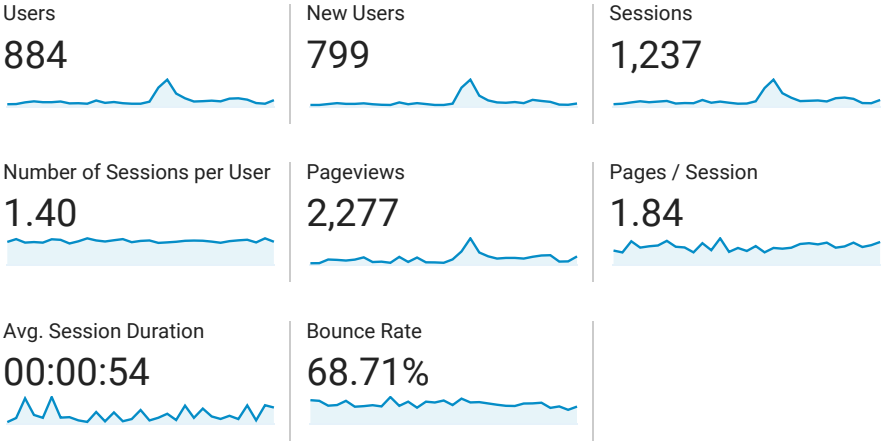 Users
884
New Users
799
Sessions
1,237
Number of Sessions per User
1.40
Pageviews
2,277
Pages / Session
1.84
Avg. Session Duration
00:00:54
Bounce Rate
68.71%